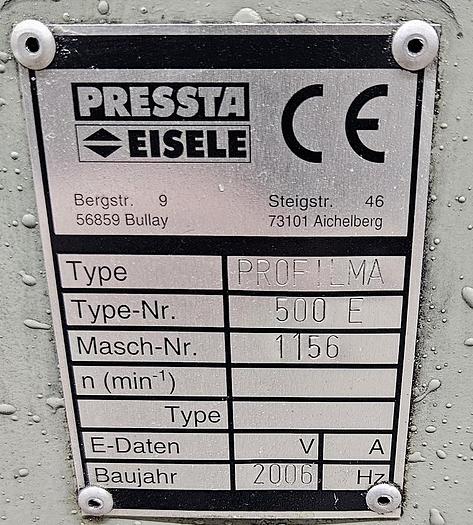 PRESSTA
EISELE
CE
Bergstr. 9 Steigstr. 46
56859 Bullay 73101 Aichelberg
Type PROFILMA
Type-Nr. 500 E
Masch-Nr. 1156
n (min⁻¹)
Type
E-Daten V A
Baujahr 2006 Hz